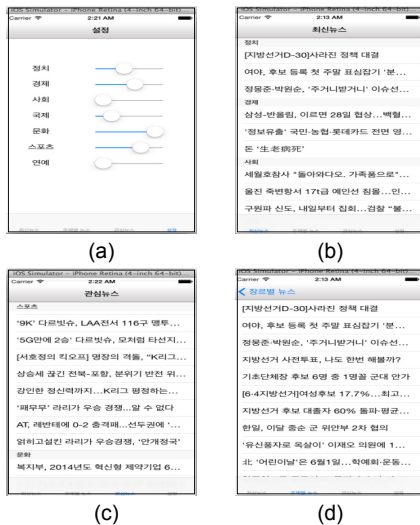 iOS Simulator – iPhone Retina (4-inch 64-bit)...
Carrier 2:21 AM
설정
정치
경제
사회
국제
문화
스포츠
연예
설정
(a)
iOS Simulator – iPhone Retina (4-inch 64-bit)...
Carrier 2:13 AM
최신뉴스
정치
[지방선거D-30]사라진 정책 대결
여야, 후보 등록 첫 주말 표심잡기 '분...
정몽준·박원순, '주거니받거니' 이슈선...
경제
삼성-반올림, 이르면 28일 협상...백혈...
'정보유출' 국민·농협·롯데카드 전면 영...
돈 '生老病死'
사회
세월호참사 "돌아와다오. 가족품으로"...
울진 죽변항서 17t급 예인선 침몰...인...
구원파 신도, 내일부터 집회...검찰 "불...
(b)
iOS Simulator – iPhone Retina (4-inch 64-bit)...
Carrier 2:13 AM
관심뉴스
스포츠
'9K' 다르빗슈, LAA전서 116구 맹투...
'5G만에 2승' 다르빗슈, 모처럼 타선지...
[서호정의 킥오프] 명장의 격돌, "K리그...
상승세 끊긴 전북-포항, 분위기 반전 위...
강인한 정신력까지...K리그 평정하는...
'패무무' 라리가 우승 경쟁...알 수 없다
AT, 레반테에 0-2 충격패...선두권에 '...
얽히고설킨 라리가 우승경쟁, '안개정국'
문화
복지부, 2014년도 혁신형 제약기업 6...
(c)
iOS Simulator – iPhone Retina (4-inch 64-bit)...
Carrier 2:13 AM
장르별 뉴스
[지방선거D-30]사라진 정책 대결
여야, 후보 등록 첫 주말 표심잡기 '분...
정몽준·박원순, '주거니받거니' 이슈선...
지방선거 사전투표, 나도 한번 해볼까?
기초단체장 후보 6명 중 1명꼴 군대 안가
[6·4지방선거]여성후보 17.7%...최고...
지방선거 후보 대졸자 60% 돌파·평균...
한일, 이달 중순 군 위안부 2차 협의
'유신품자로 옥살이' 이재오 의원에 1...
北 '어린이날'은 6월1일...학예회·운동...
(d)